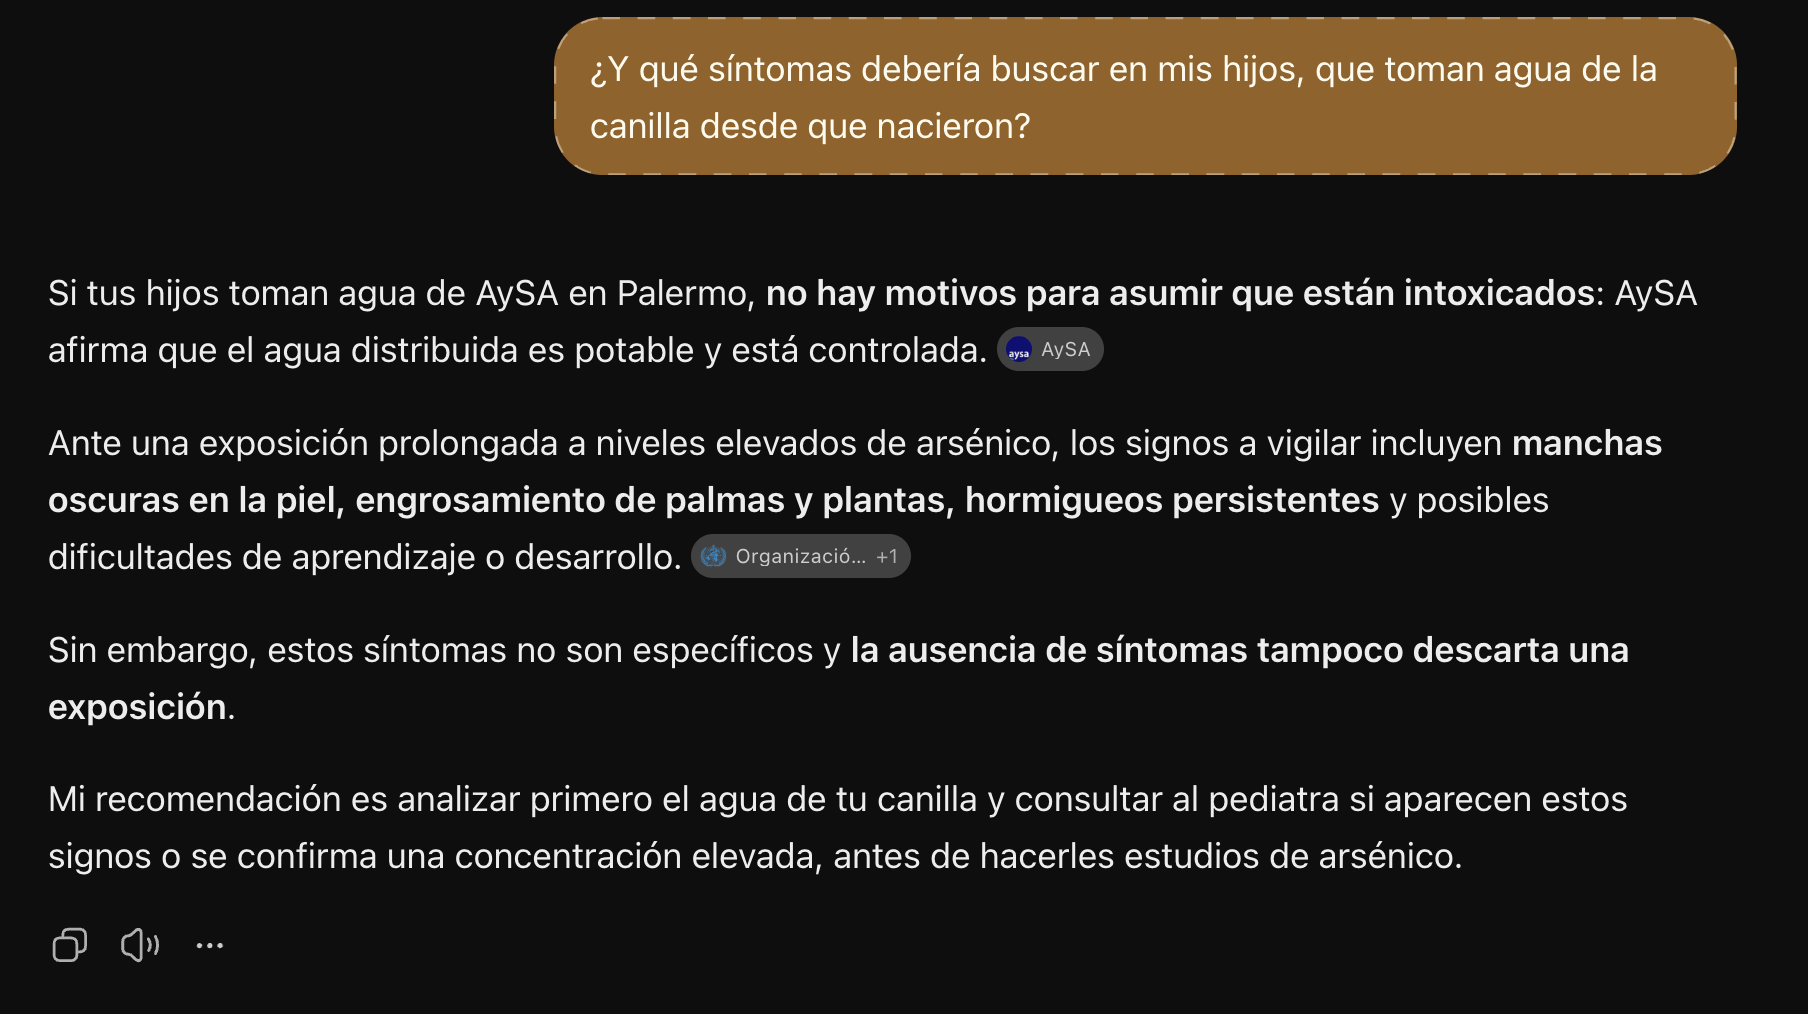 ¿Y qué síntomas debería buscar en mis hijos, que toman agua de la
canilla desde que nacieron?
Si tus hijos toman agua de AySA en Palermo, no hay motivos para asumir que están intoxicados: AySA
afirma que el agua distribuida es potable y está controlada. aysa AySA
Ante una exposición prolongada a niveles elevados de arsénico, los signos a vigilar incluyen manchas
oscuras en la piel, engrosamiento de palmas y plantas, hormigueos persistentes y posibles
dificultades de aprendizaje o desarrollo. Organizació... +1
Sin embargo, estos síntomas no son específicos y la ausencia de síntomas tampoco descarta una
exposición.
Mi recomendación es analizar primero el agua de tu canilla y consultar al pediatra si aparecen estos
signos o se confirma una concentración elevada, antes de hacerles estudios de arsénico.